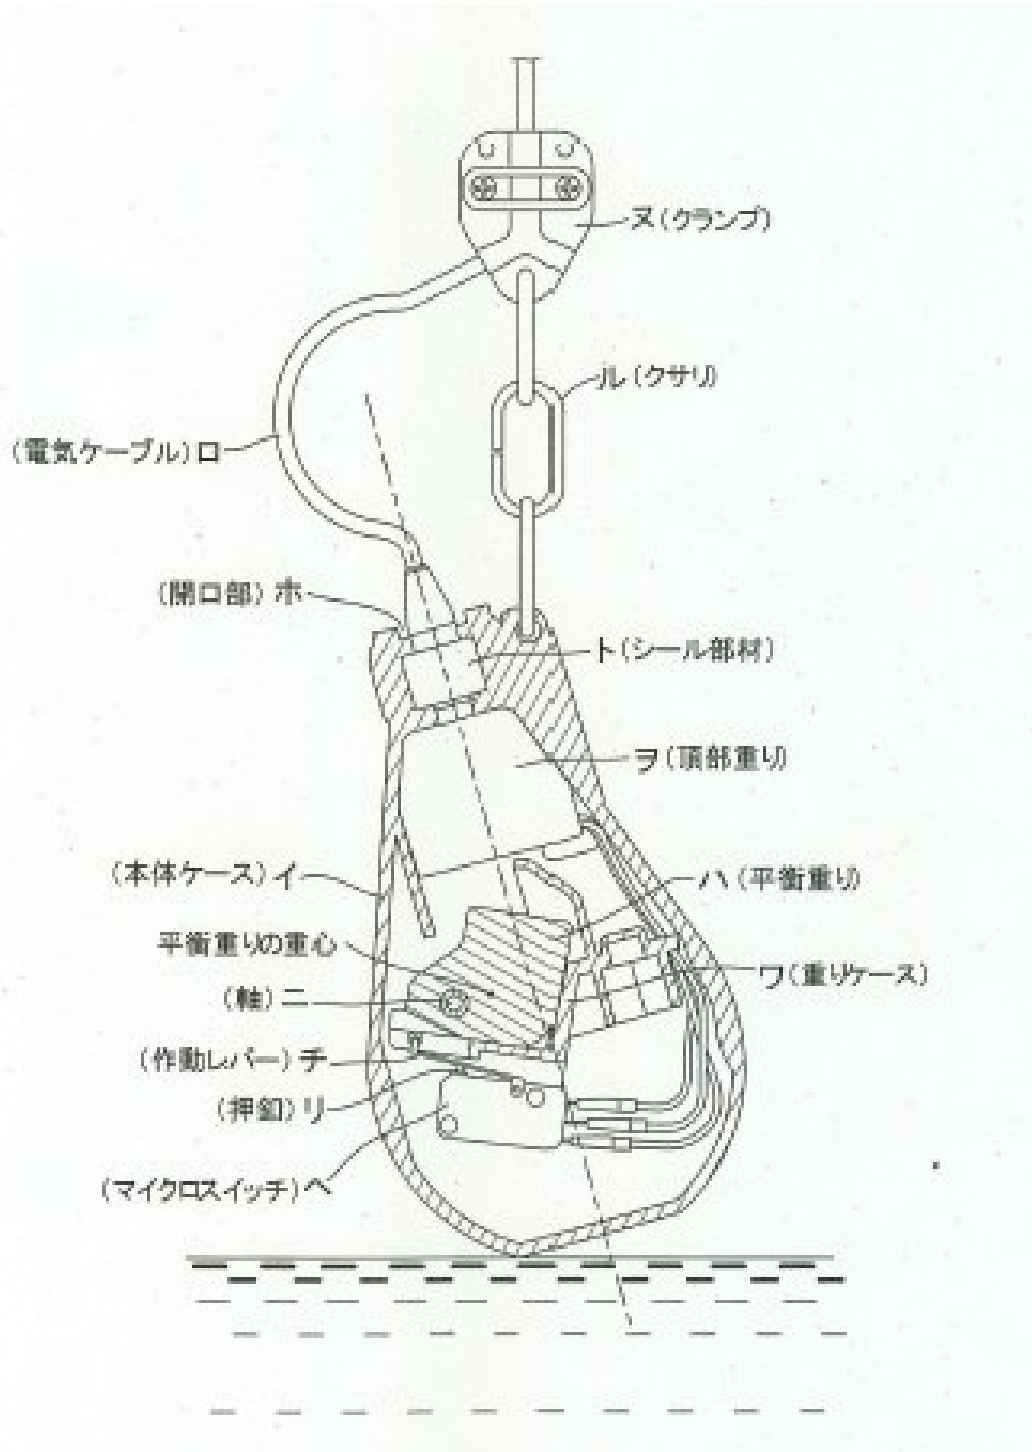 ヌ(クランプ)
ル(クサリ)
(電気ケーブル)ロ
(開口部)ホ
ト(シール部材)
ヲ(頂部重り)
(本体ケース)イ
ハ(平衡重り)
平衡重りの重心
ワ(重りケース)
(軸)ニ
(作動レバー)チ
(押釦)リ
(マイクロスイッチ)ヘ